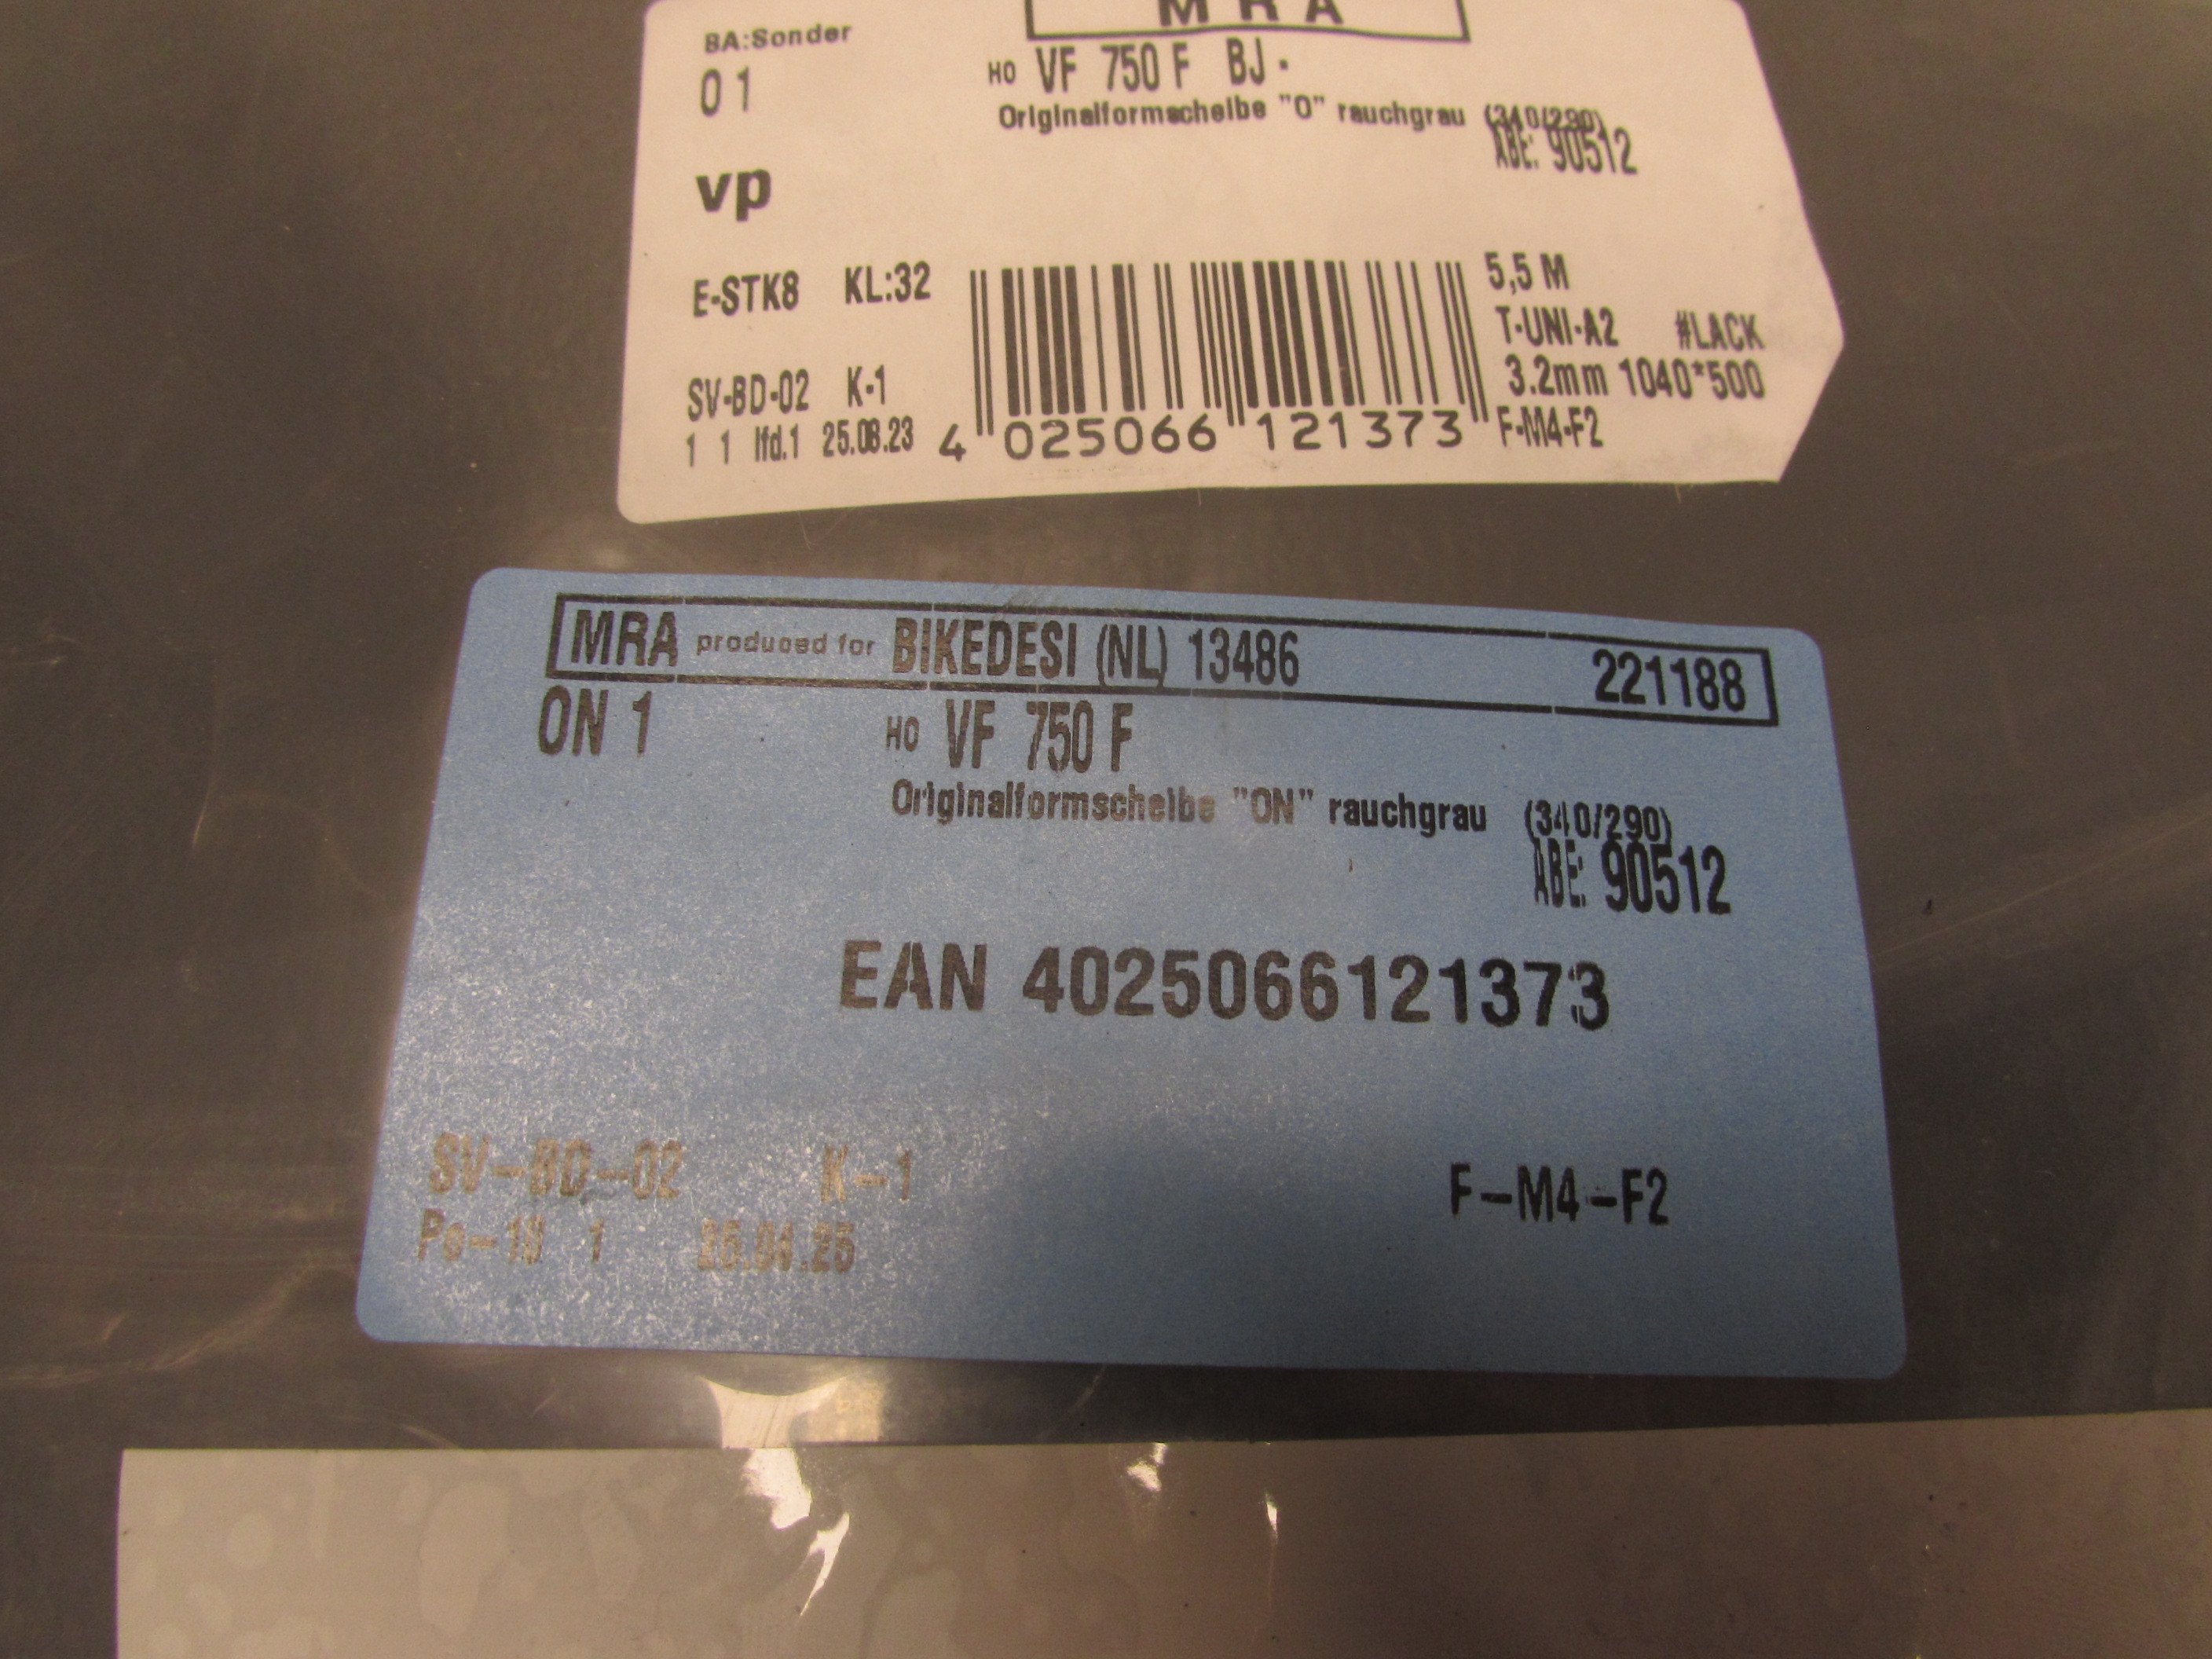 MRA
BA:Sonder
01
HO VF 750 F BJ-
Originalformscheibe "O" rauchgrau (340/290)
ABE: 90512
vp
E-STK8 KL:32
5,5 M
T-UNI-A2 #LACK
SV-BD-02 K-1
3.2mm 1040*500
1 1 lfd.1 25.08.23
4 025066 121373
F-M4-F2
MRA produced for BIKEDESI (NL) 13486 221188
ON 1
HO VF 750 F
Originalformscheibe "ON" rauchgrau (340/290)
ABE: 90512
EAN 4025066121373
SV-BD-02 K-1
F-M4-F2
1